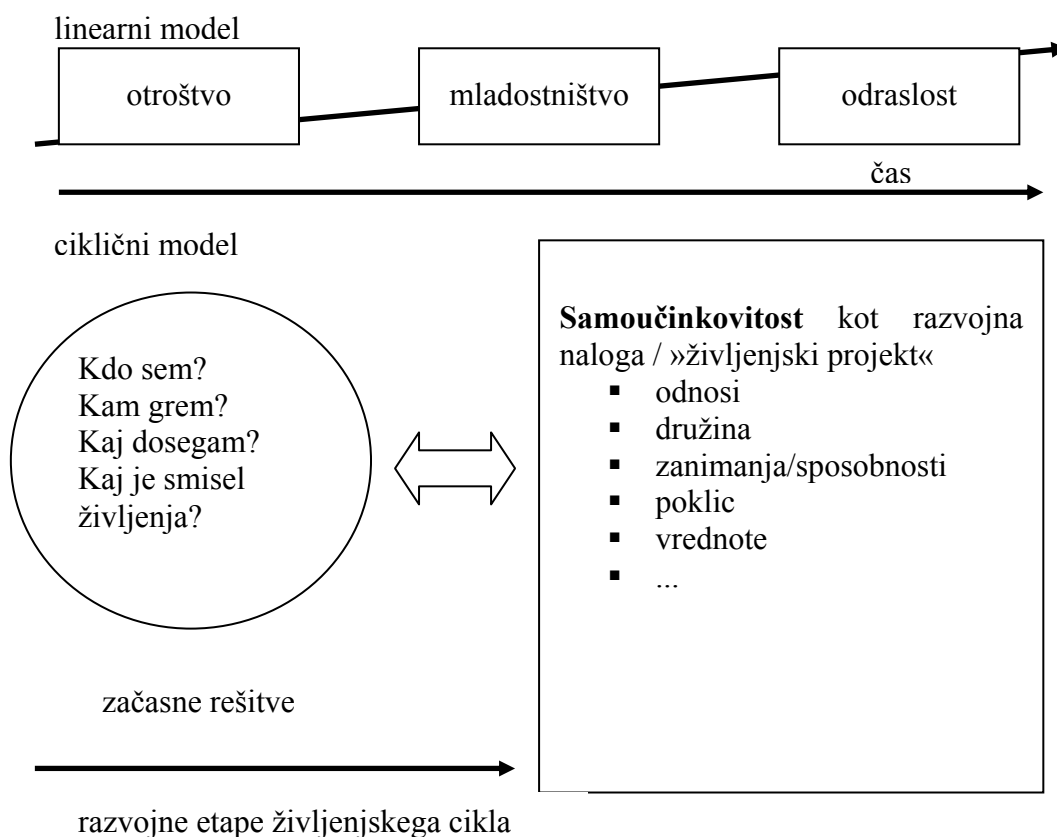 linearni model
otroštvo
mladostništvo
odraslost
čas
ciklični model
Kdo sem?
Kam grem?
Kaj dosegam?
Kaj je smisel
življenja?
Samoučinkovitost kot razvojna
naloga / »življenjski projekt«
▪ odnosi
▪ družina
▪ zanimanja/sposobnosti
▪ poklic
▪ vrednote
▪ ...
začasne rešitve
razvojne etape življenjskega cikla